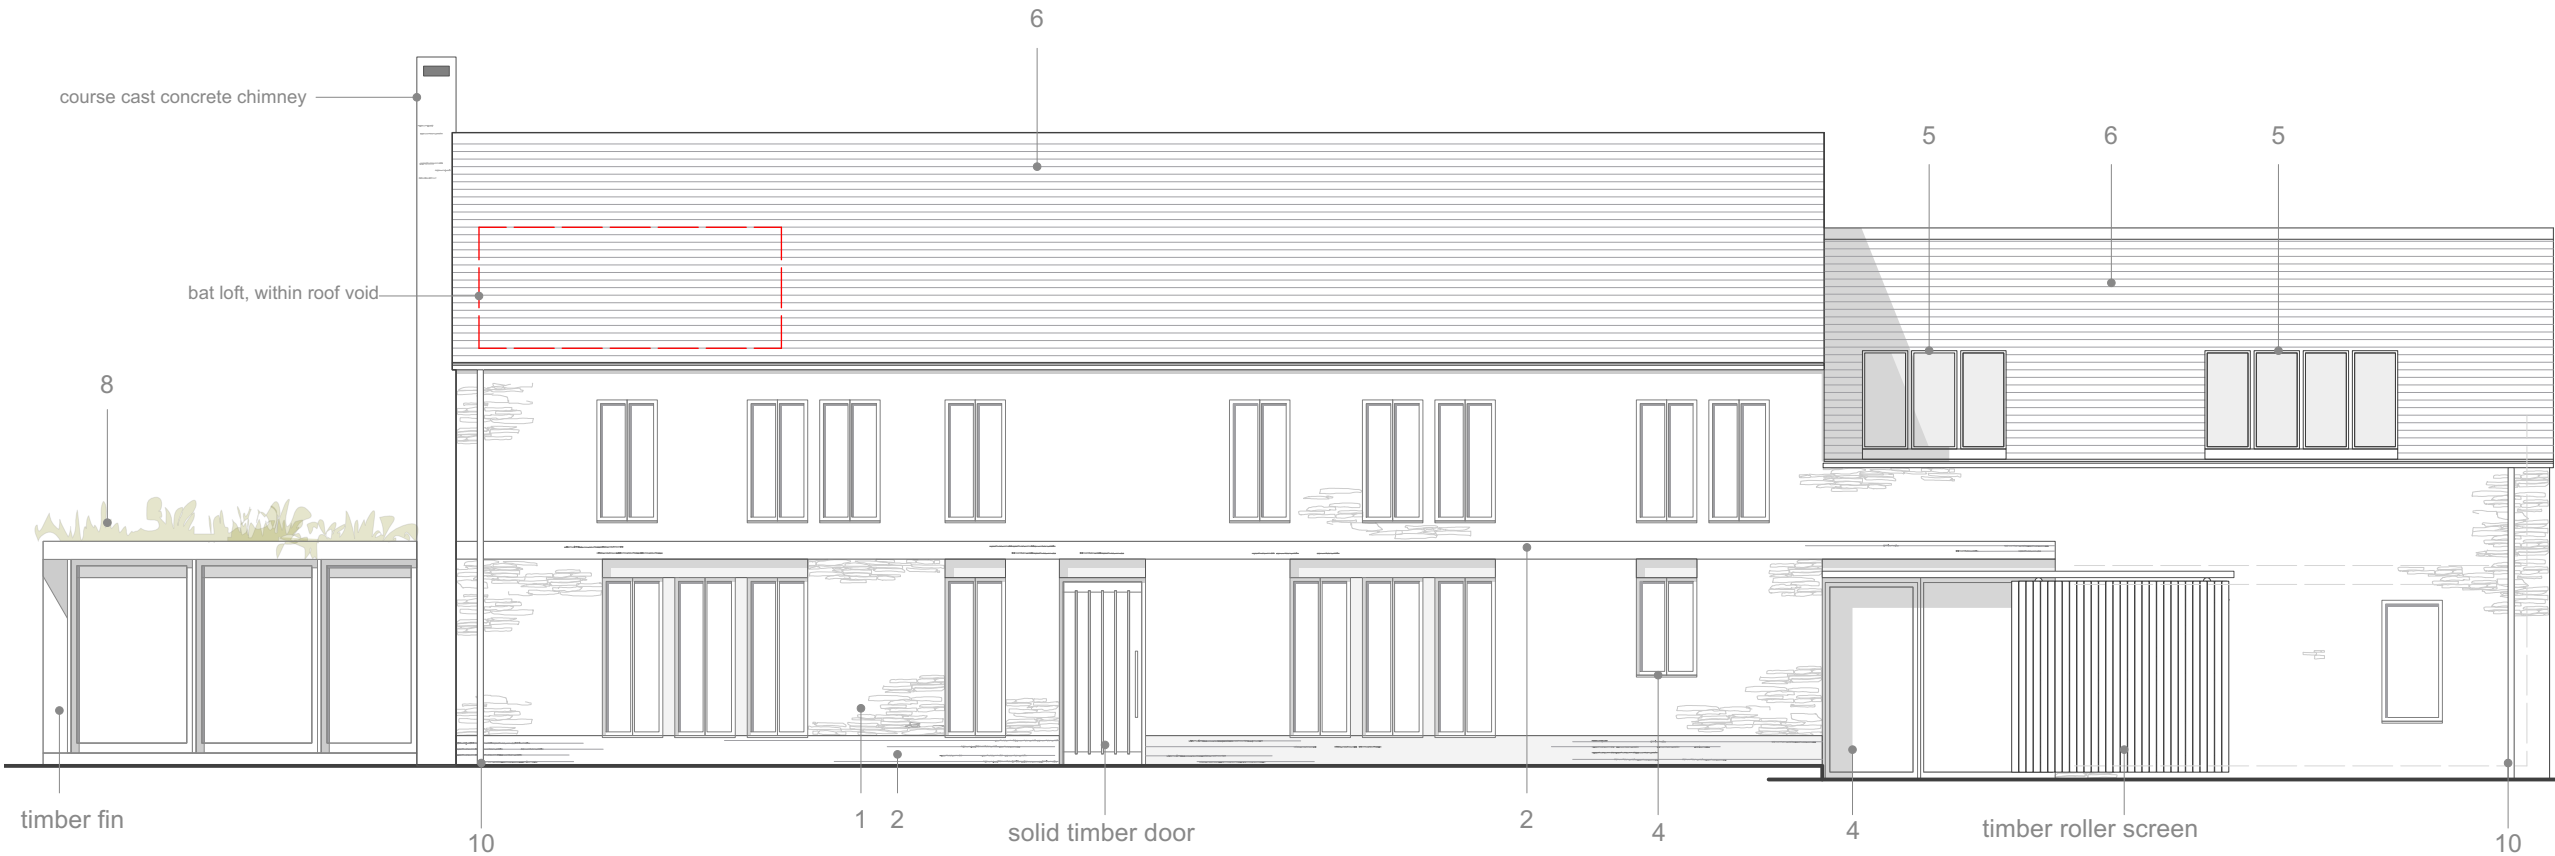 6
course cast concrete chimney
5
6
5
bat loft, within roof void
8
timber fin
10
1
2
solid timber door
2
4
4
timber roller screen
10